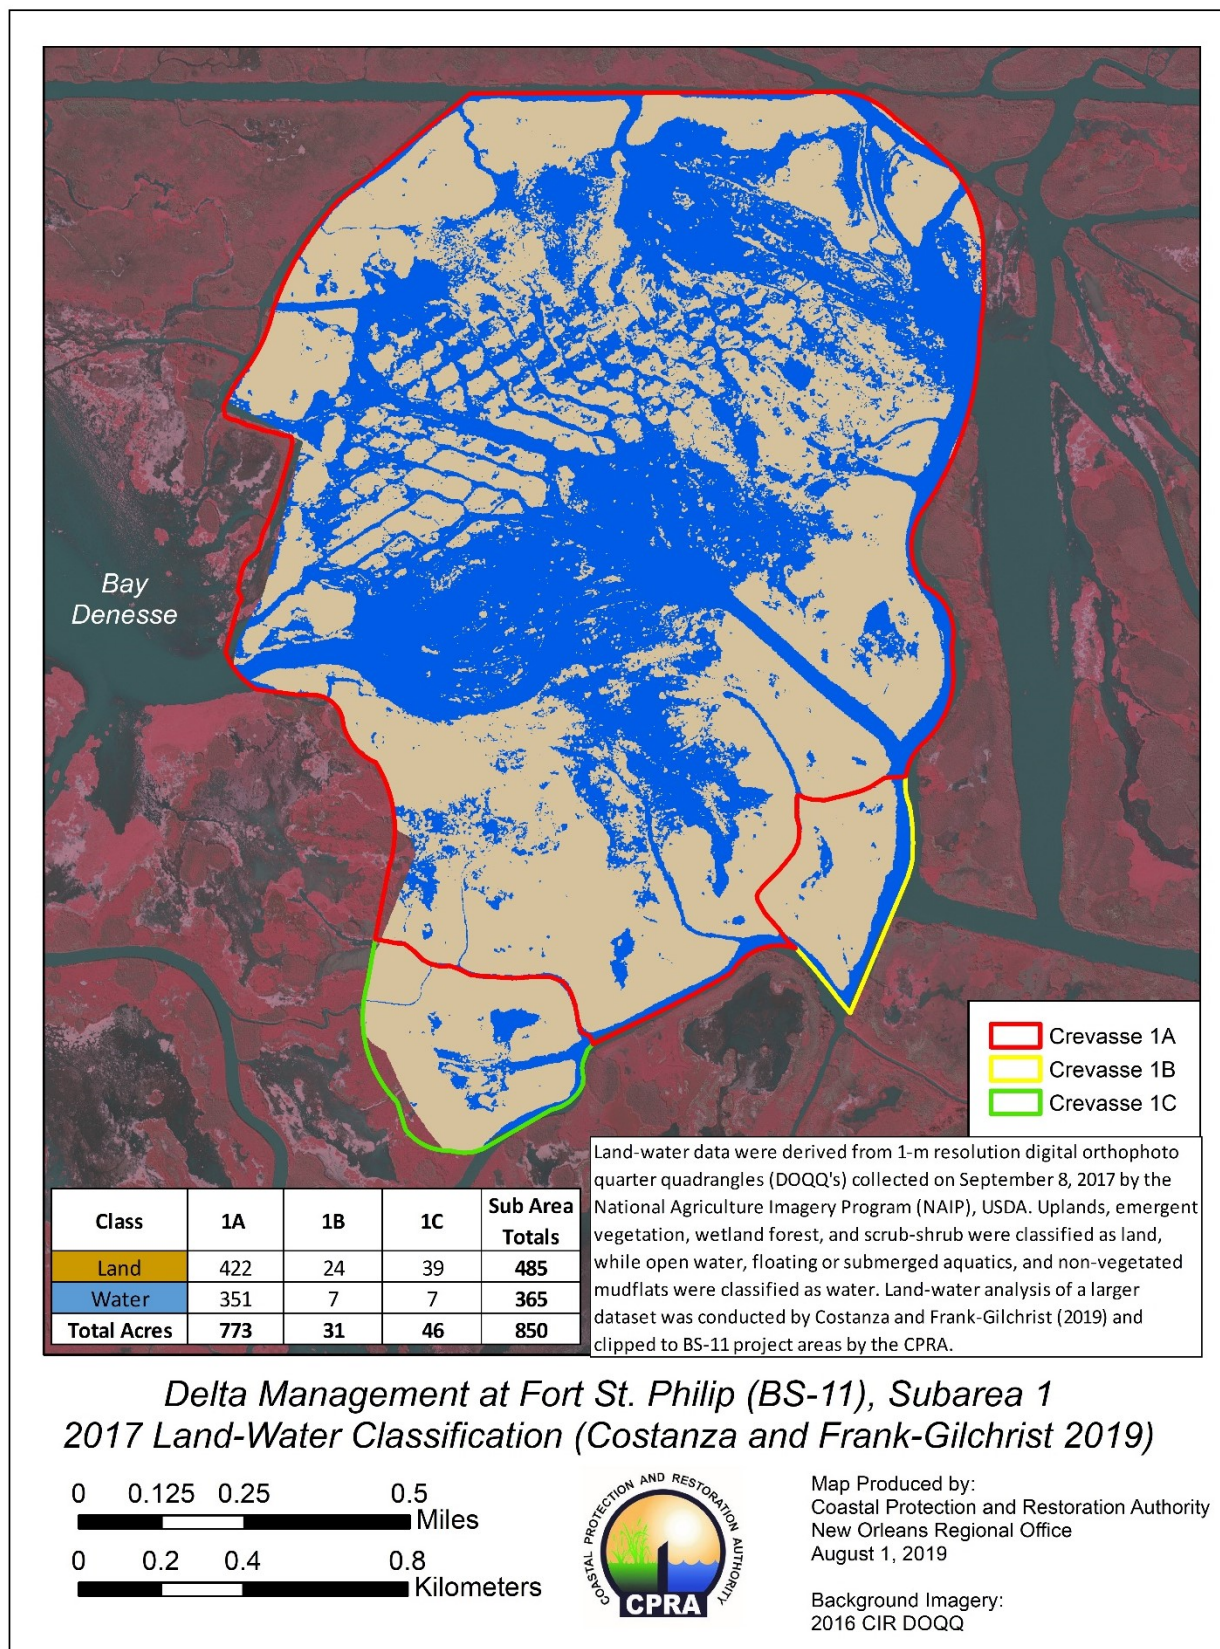 Bay
Denesse
Crevasse 1A
Crevasse 1B
Crevasse 1C
Land-water data were derived from 1-m resolution digital orthophoto
quarter quadrangles (DOQQ's) collected on September 8, 2017 by the
National Agriculture Imagery Program (NAIP), USDA. Uplands, emergent
vegetation, wetland forest, and scrub-shrub were classified as land,
while open water, floating or submerged aquatics, and non-vegetated
mudflats were classified as water. Land-water analysis of a larger
dataset was conducted by Costanza and Frank-Gilchrist (2019) and
clipped to BS-11 project areas by the CPRA.
Class 1A 1B 1C Sub Area Totals
Land 422 24 39 485
Water 351 7 7 365
Total Acres 773 31 46 850
Delta Management at Fort St. Philip (BS-11), Subarea 1
2017 Land-Water Classification (Costanza and Frank-Gilchrist 2019)
0 0.125 0.25 0.5
Miles
0 0.2 0.4 0.8
Kilometers
COASTAL PROTECTION AND RESTORATION AUTHORITY
CPRA
Map Produced by:
Coastal Protection and Restoration Authority
New Orleans Regional Office
August 1, 2019
Background Imagery:
2016 CIR DOQQ